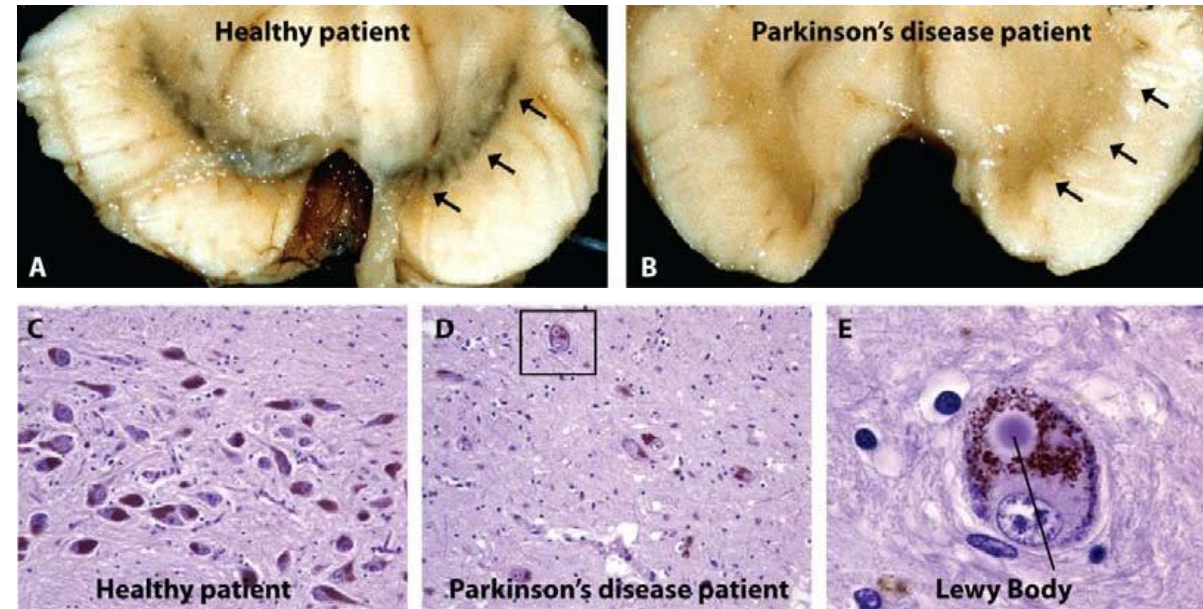 Healthy patient
A
Parkinson's disease patient
B
C
Healthy patient
D
Parkinson's disease patient
E
Lewy Body